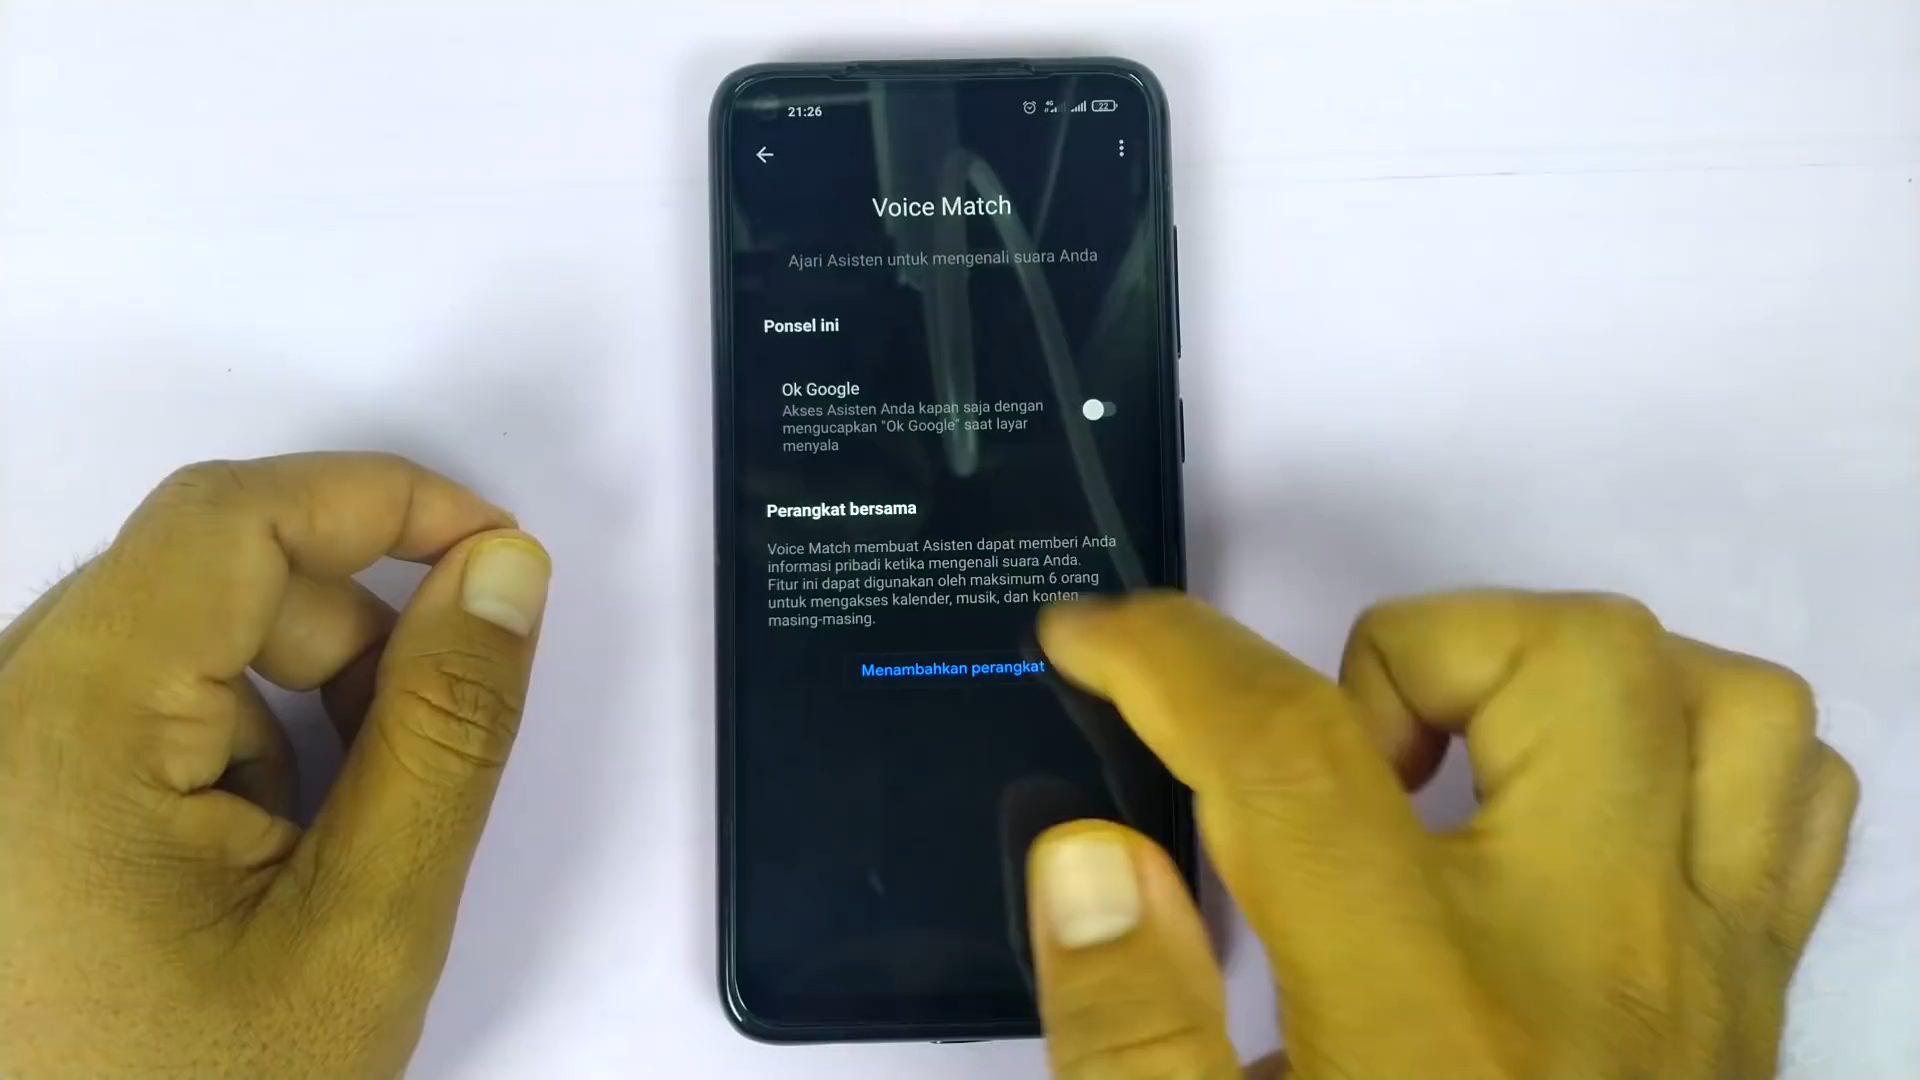 21:26
4G
22
Voice Match
Ajari Asisten untuk mengenali suara Anda
Ponsel ini
Ok Google
Akses Asisten Anda kapan saja dengan
mengucapkan "Ok Google" saat layar
menyala
Perangkat bersama
Voice Match membuat Asisten dapat memberi Anda
informasi pribadi ketika mengenali suara Anda.
Fitur ini dapat digunakan oleh maksimum 6 orang
untuk mengakses kalender, musik, dan konten
masing-masing.
Menambahkan perangkat